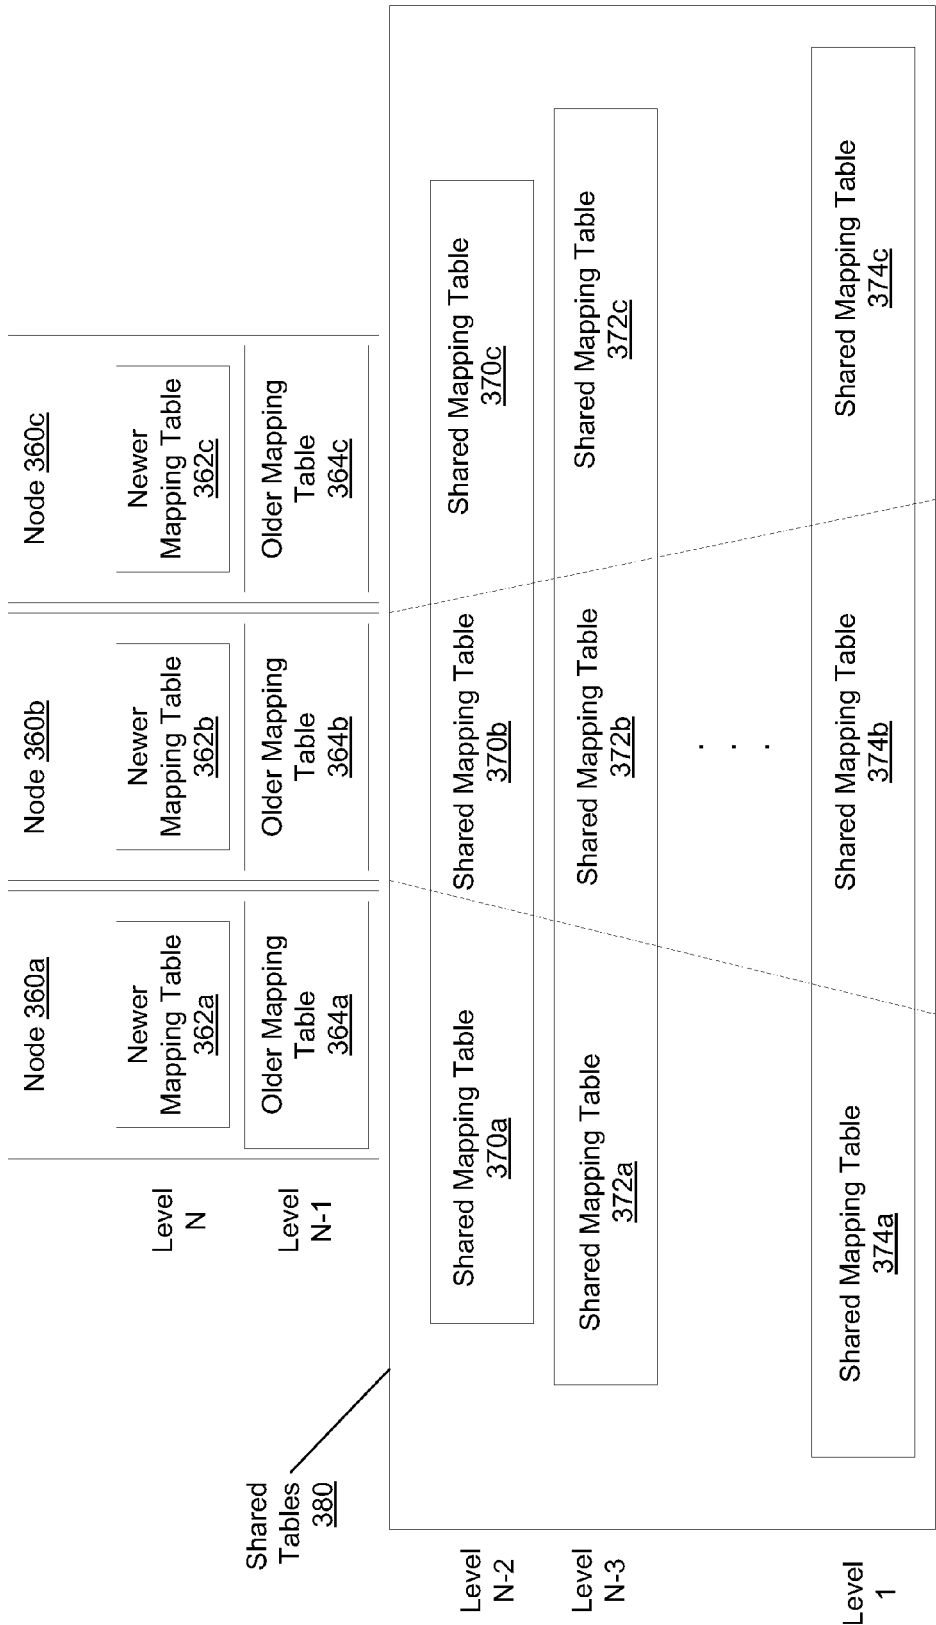 Node 360a
Node 360b
Node 360c
Level
N
Newer
Mapping Table
362a
Newer
Mapping Table
362b
Newer
Mapping Table
362c
Level
N-1
Older Mapping
Table
364a
Older Mapping
Table
364b
Older Mapping
Table
364c
Shared
Tables
380
Level
N-2
Shared Mapping Table
370a
Shared Mapping Table
370b
Shared Mapping Table
370c
Level
N-3
Shared Mapping Table
372a
Shared Mapping Table
372b
Shared Mapping Table
372c
. . .
Level
1
Shared Mapping Table
374a
Shared Mapping Table
374b
Shared Mapping Table
374c